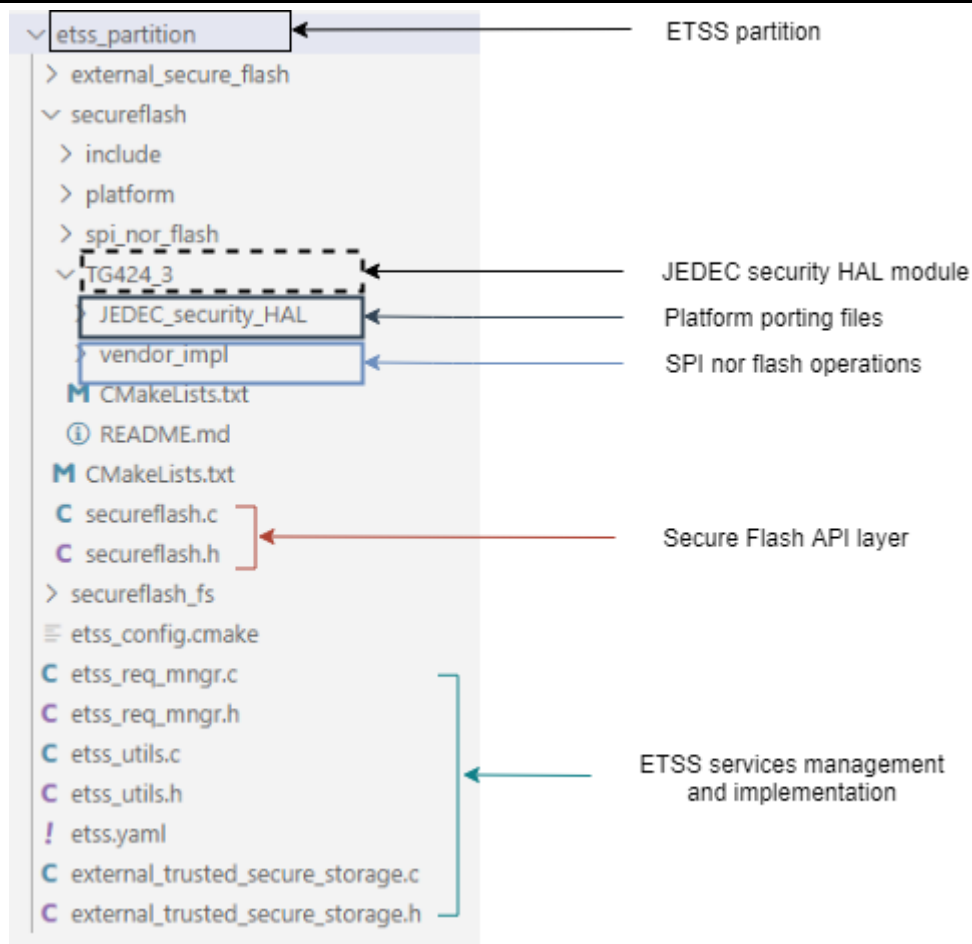 etss_partition
ETSS partition
external_secure_flash
secureflash
include
platform
spi_nor_flash
TG424_3
JEDEC security HAL module
JEDEC_security_HAL
Platform porting files
vendor_impl
SPI nor flash operations
M CMakeLists.txt
README.md
M CMakeLists.txt
C secureflash.c
C secureflash.h
Secure Flash API layer
secureflash_fs
etss_config.cmake
C etss_req_mngr.c
C etss_req_mngr.h
C etss_utils.c
C etss_utils.h
ETSS services management
and implementation
! etss.yaml
C external_trusted_secure_storage.c
C external_trusted_secure_storage.h